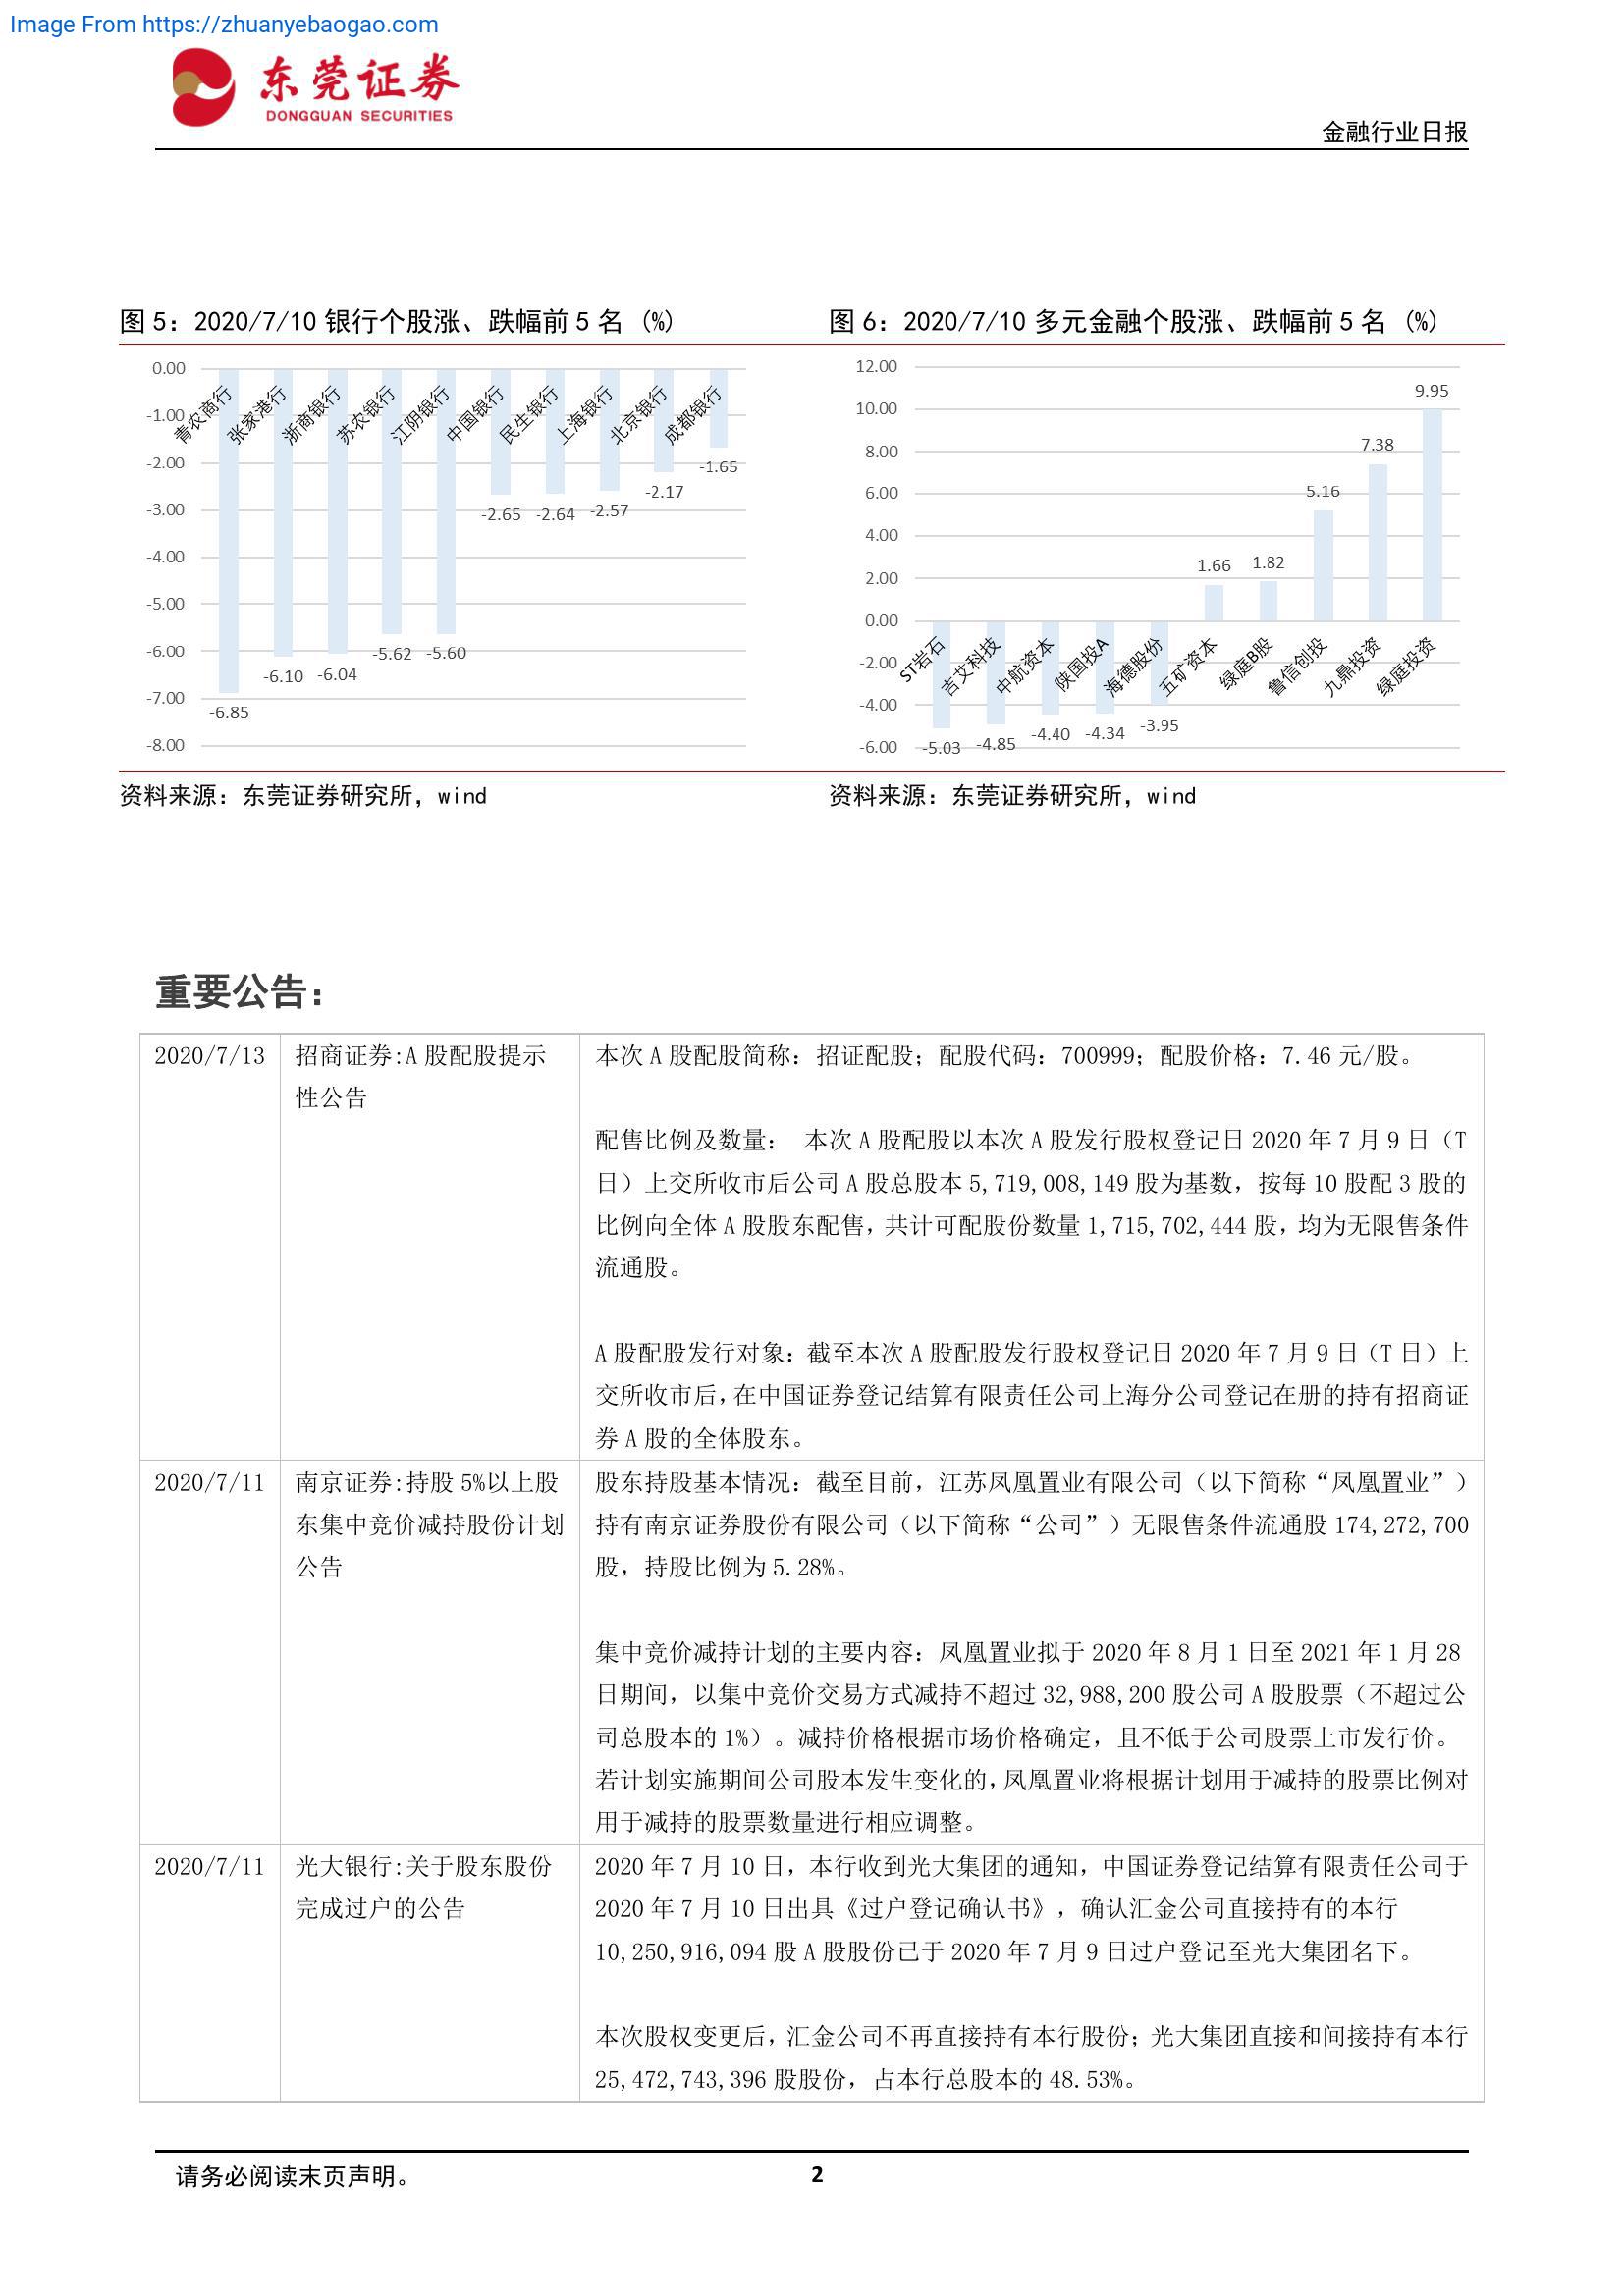 Image From https://zhuanyebaogao.com
东莞证券
DONGGUAN SECURITIES
金融行业日报
图 5：2020/7/10 银行个股涨、跌幅前 5 名 (%)
0.00
-1.00
-2.00
-3.00
-4.00
-5.00
-6.00
-7.00
-8.00
青农商行
张家港行
浙商银行
苏农银行
江阴银行
中国银行
民生银行
上海银行
北京银行
成都银行
-6.85
-6.10
-6.04
-5.62
-5.60
-2.65
-2.64
-2.57
-2.17
-1.65
资料来源：东莞证券研究所，wind
图 6：2020/7/10 多元金融个股涨、跌幅前 5 名 (%)
12.00
10.00
8.00
6.00
4.00
2.00
0.00
-2.00
-4.00
-6.00
ST岩石
吉艾科技
中航资本
陕国投A
海德股份
五矿资本
绿庭B股
鲁信创投
九鼎投资
绿庭投资
-5.03
-4.85
-4.40
-4.34
-3.95
1.66
1.82
5.16
7.38
9.95
资料来源：东莞证券研究所，wind
重要公告：
2020/7/13
招商证券:A 股配股提示
性公告
本次 A 股配股简称：招证配股；配股代码：700999；配股价格：7.46 元/股。
配售比例及数量： 本次 A 股配股以本次 A 股发行股权登记日 2020 年 7 月 9 日（T
日）上交所收市后公司 A 股总股本 5,719,008,149 股为基数，按每 10 股配 3 股的
比例向全体 A 股股东配售，共计可配股份数量 1,715,702,444 股，均为无限售条件
流通股。
A 股配股发行对象：截至本次 A 股配股发行股权登记日 2020 年 7 月 9 日（T 日）上
交所收市后，在中国证券登记结算有限责任公司上海分公司登记在册的持有招商证
券 A 股的全体股东。
2020/7/11
南京证券:持股 5%以上股
东集中竞价减持股份计划
公告
股东持股基本情况：截至目前，江苏凤凰置业有限公司（以下简称“凤凰置业”）
持有南京证券股份有限公司（以下简称“公司”）无限售条件流通股 174,272,700
股，持股比例为 5.28%。
集中竞价减持计划的主要内容：凤凰置业拟于 2020 年 8 月 1 日至 2021 年 1 月 28
日期间，以集中竞价交易方式减持不超过 32,988,200 股公司 A 股股票（不超过公
司总股本的 1%）。减持价格根据市场价格确定，且不低于公司股票上市发行价。
若计划实施期间公司股本发生变化的，凤凰置业将根据计划用于减持的股票比例对
用于减持的股票数量进行相应调整。
2020/7/11
光大银行:关于股东股份
完成过户的公告
2020 年 7 月 10 日，本行收到光大集团的通知，中国证券登记结算有限责任公司于
2020 年 7 月 10 日出具《过户登记确认书》，确认汇金公司直接持有的本行
10,250,916,094 股 A 股股份已于 2020 年 7 月 9 日过户登记至光大集团名下。
本次股权变更后，汇金公司不再直接持有本行股份；光大集团直接和间接持有本行
25,472,743,396 股股份，占本行总股本的 48.53%。
请务必阅读末页声明。
2